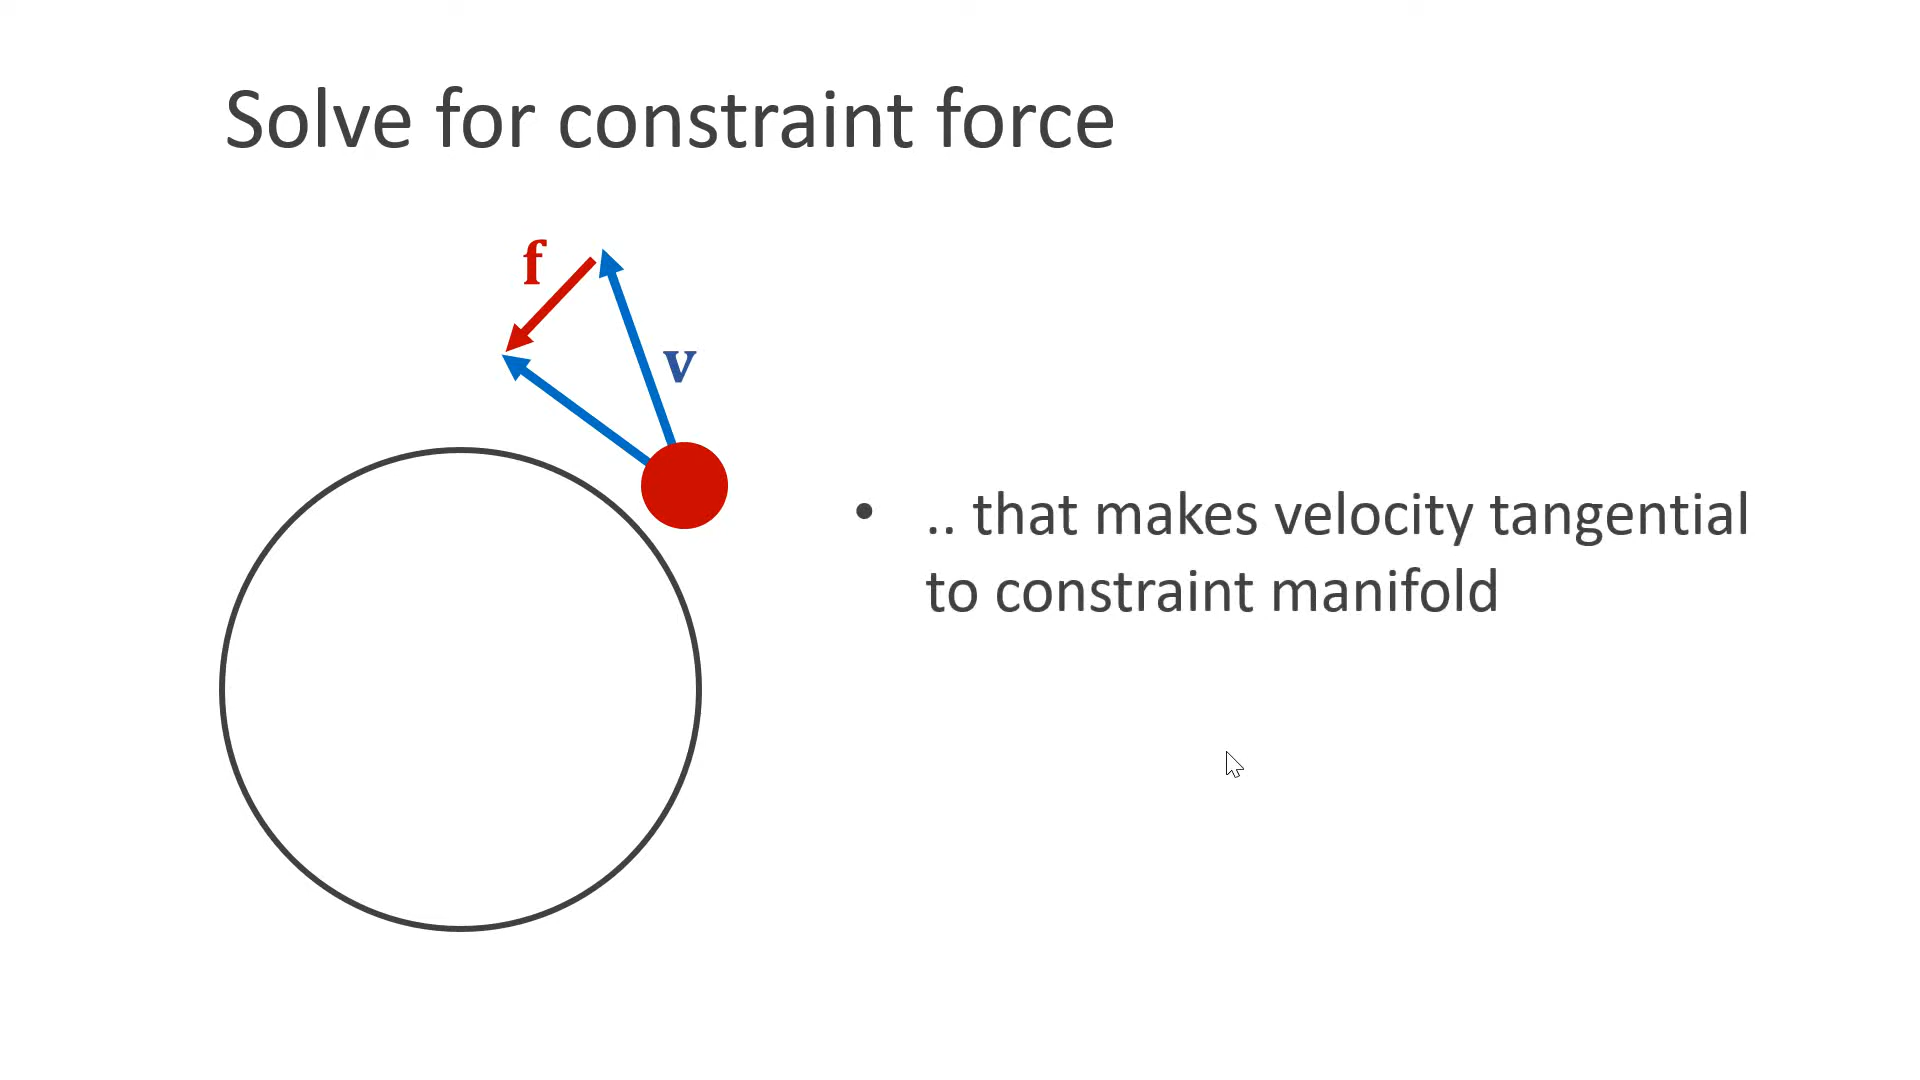 Solve for constraint force
f
v
• .. that makes velocity tangential
to constraint manifold